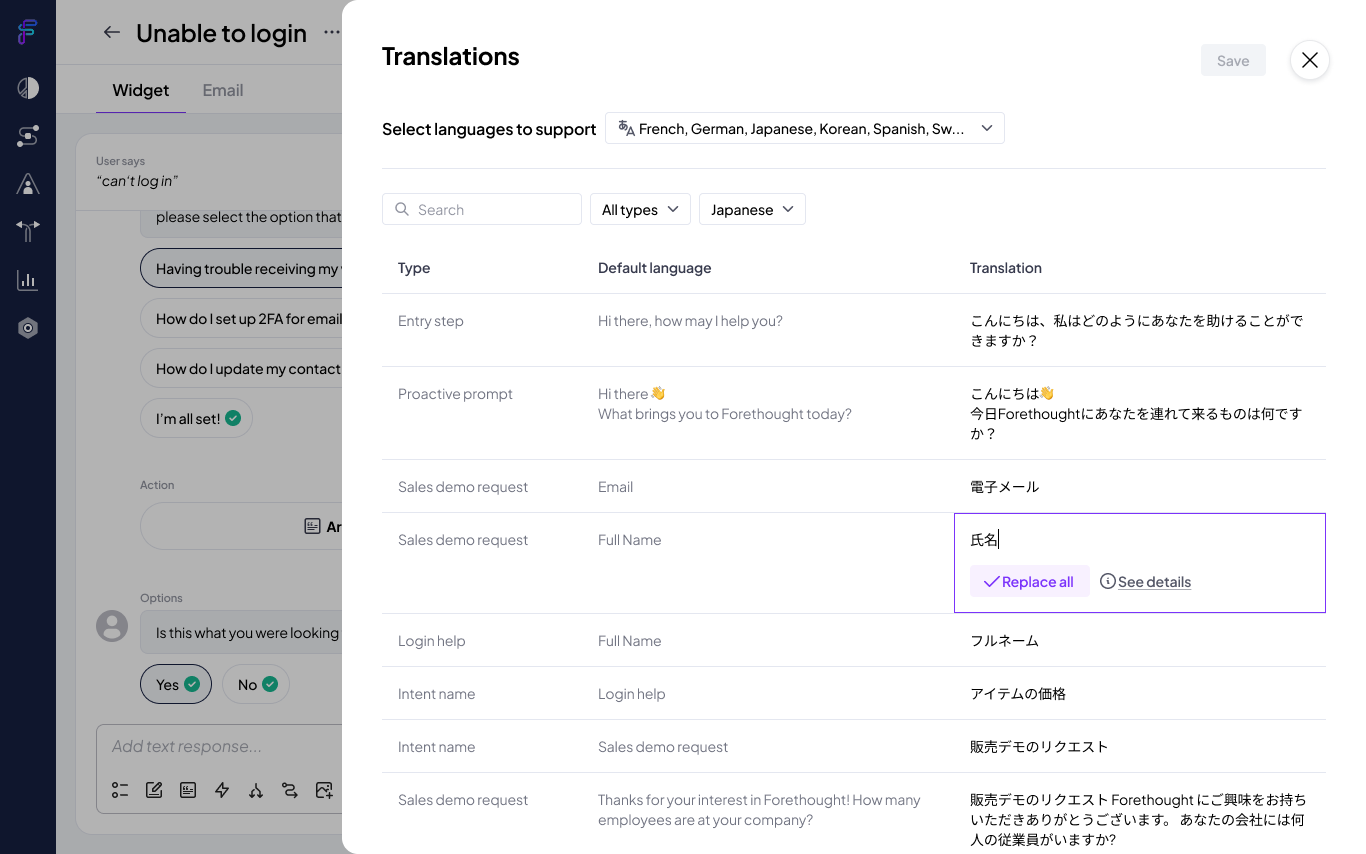 Unable to login
Widget
Email
User says
“can't log in”
please select the option that
Having trouble receiving my
How do I set up 2FA for email
How do I update my contact
I'm all set!
Action
Options
Is this what you were looking
Yes
No
Add text response...
Translations
Save
Select languages to support
French, German, Japanese, Korean, Spanish, Sw...
Search
All types
Japanese
Type
Default language
Translation
Entry step
Hi there, how may I help you?
こんにちは、私はどのようにあなたを助けることがで
きますか？
Proactive prompt
Hi there👋
What brings you to Forethought today?
こんにちは👋
今日Forethoughtにあなたを連れて来るものは何です
か？
Sales demo request
Email
電子メール
Sales demo request
Full Name
氏名
Replace all
See details
Login help
Full Name
フルネーム
Intent name
Login help
アイテムの価格
Intent name
Sales demo request
販売デモのリクエスト
Sales demo request
Thanks for your interest in Forethought! How many
employees are at your company?
販売デモのリクエスト Forethought にご興味をお持ち
いただきありがとうございます。 あなたの会社には何
人の従業員がいますか?